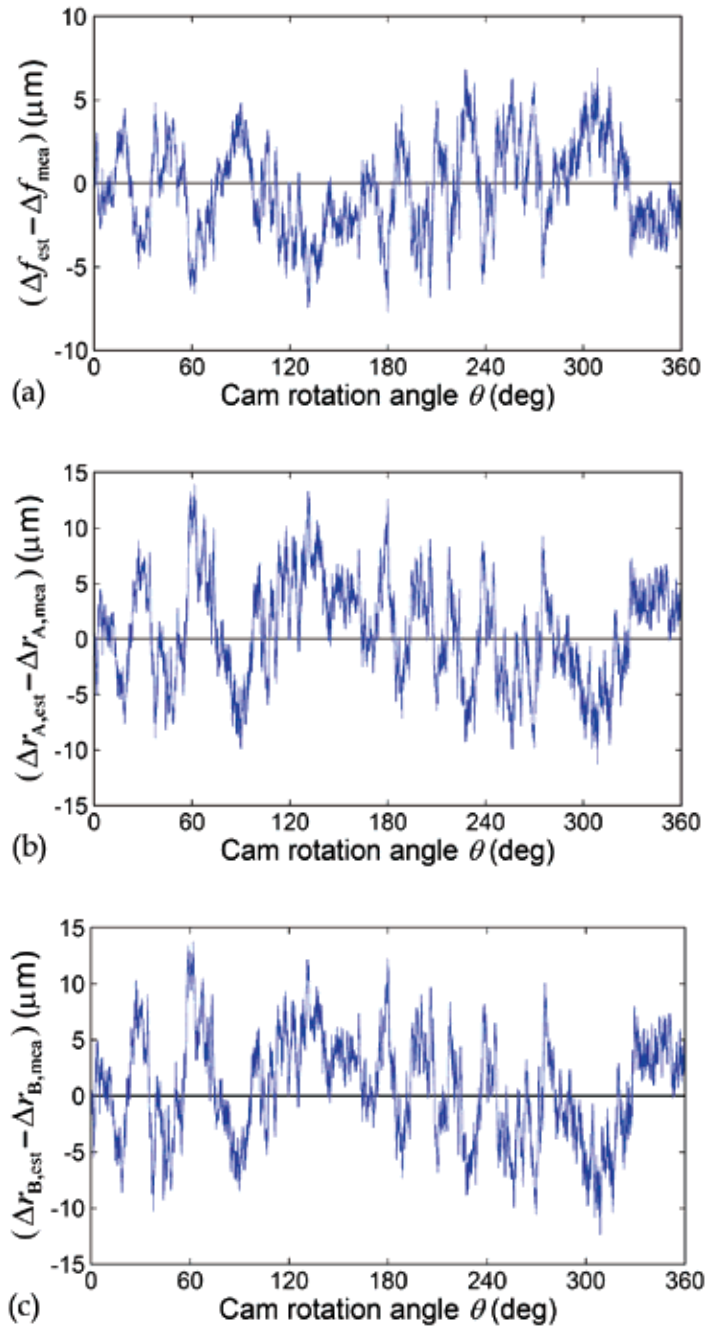 10
5
0
-5
-10
(Δf_est − Δf_mea) (μm)
0 60 120 180 240 300 360
Cam rotation angle θ (deg)
(a)
15
10
5
0
-5
-10
-15
(Δr_A,est − Δr_A,mea) (μm)
0 60 120 180 240 300 360
Cam rotation angle θ (deg)
(b)
15
10
5
0
-5
-10
-15
(Δr_B,est − Δr_B,mea) (μm)
0 60 120 180 240 300 360
Cam rotation angle θ (deg)
(c)